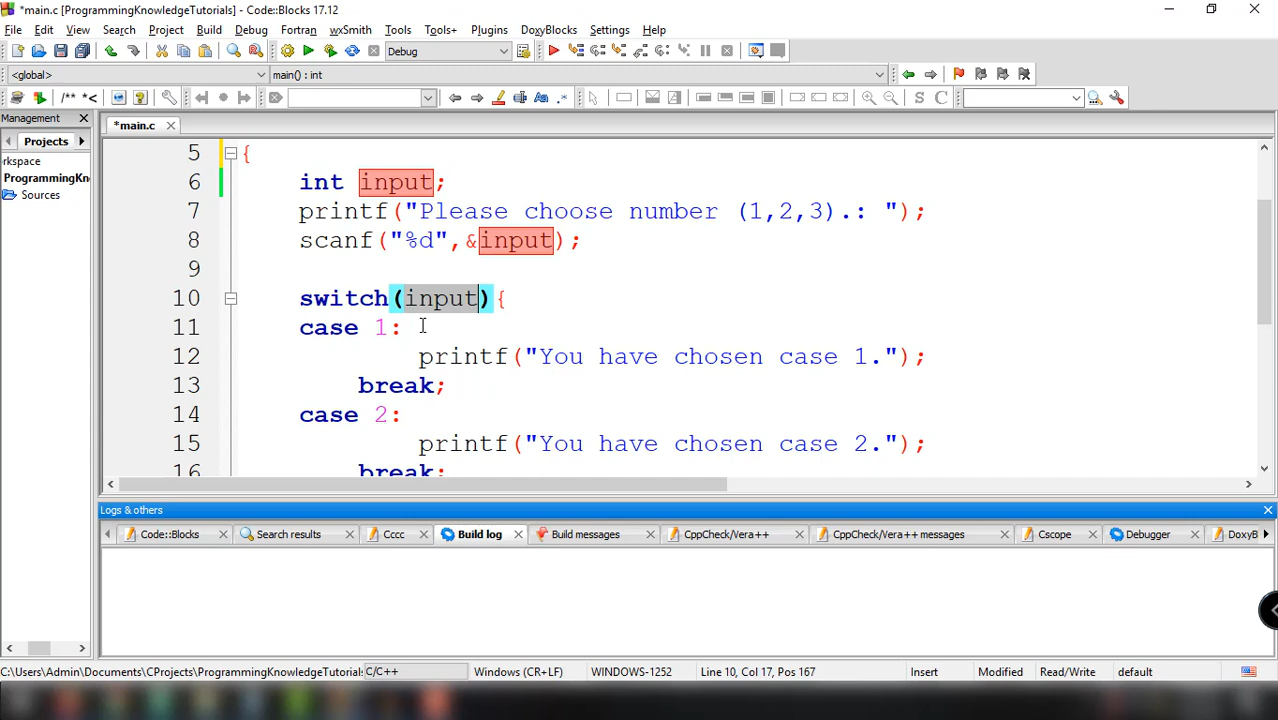 *main.c [ProgrammingKnowledgeTutorials] - Code::Blocks 17.12
File Edit View Search Project Build Debug Fortran wxSmith Tools Tools+ Plugins DoxyBlocks Settings Help
Debug
<global> main() : int
/** *< S C
Management *main.c
Projects
rkspace
ProgrammingKn
Sources
5 {
6 int input;
7 printf("Please choose number (1,2,3).: ");
8 scanf("%d",&input);
9
10 switch(input){
11 case 1:
12 printf("You have chosen case 1.");
13 break;
14 case 2:
15 printf("You have chosen case 2.");
16 break;
Logs & others
Code::Blocks Search results Cccc Build log Build messages CppCheck/Vera++ CppCheck/Vera++ messages Cscope Debugger DoxyB
C:\Users\Admin\Documents\CProjects\ProgrammingKnowledgeTutorials C/C++ Windows (CR+LF) WINDOWS-1252 Line 10, Col 17, Pos 167 Insert Modified Read/Write default